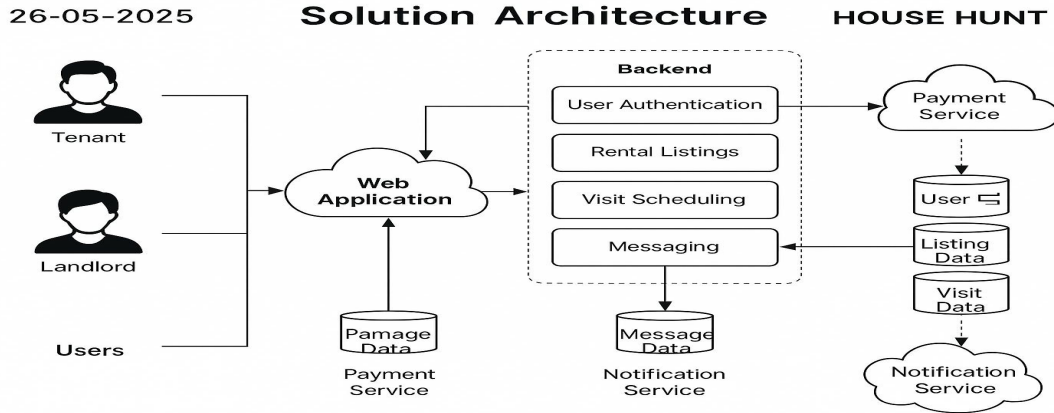 26-05-2025
Solution Architecture
HOUSE HUNT
Tenant
Landlord
Users
Web
Application
Pamage
Data
Payment
Service
Backend
User Authentication
Rental Listings
Visit Scheduling
Messaging
Message
Data
Notification
Service
Payment
Service
User
Listing
Data
Visit
Data
Notification
Service